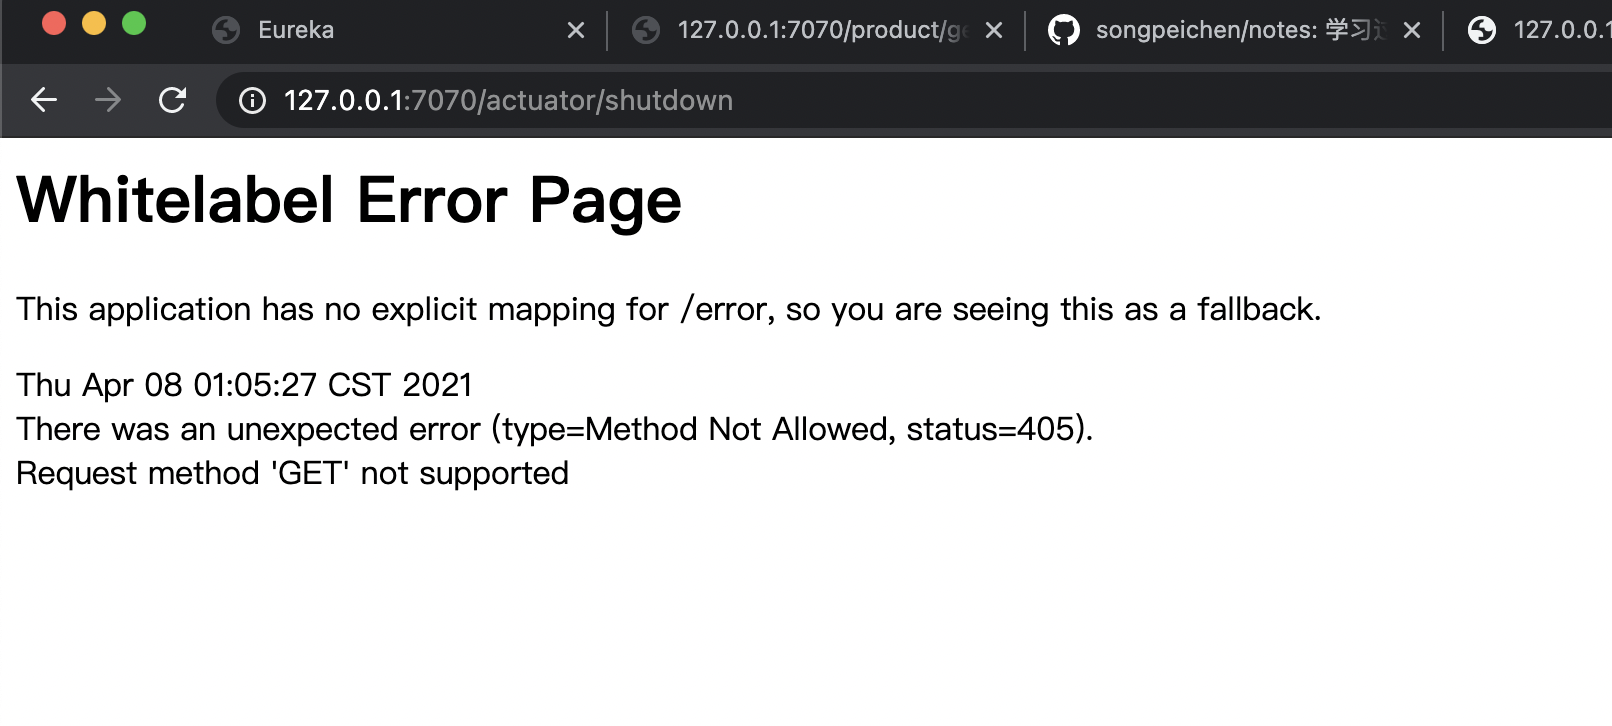 Eureka
127.0.0.1:7070/product/ge
songpeichen/notes: 学习
127.0.0.1
127.0.0.1:7070/actuator/shutdown
Whitelabel Error Page
This application has no explicit mapping for /error, so you are seeing this as a fallback.
Thu Apr 08 01:05:27 CST 2021
There was an unexpected error (type=Method Not Allowed, status=405).
Request method 'GET' not supported